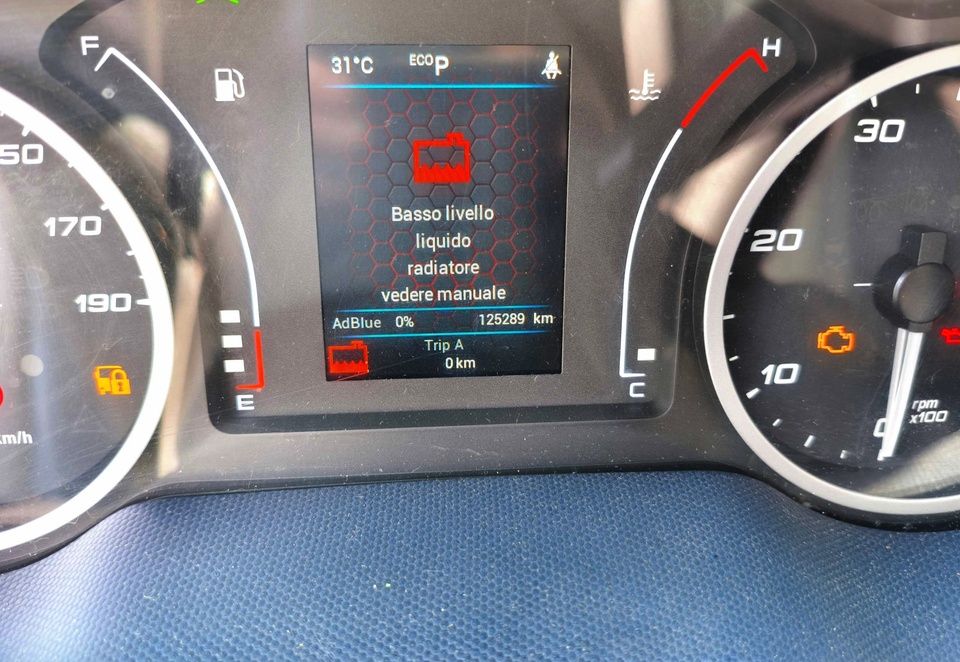 F
31°C ECO P
H
50
170
190
km/h
E
Basso livello
liquido
radiatore
vedere manuale
AdBlue 0% 125289 km
Trip A
0 km
C
30
20
10
0
rpm
x100